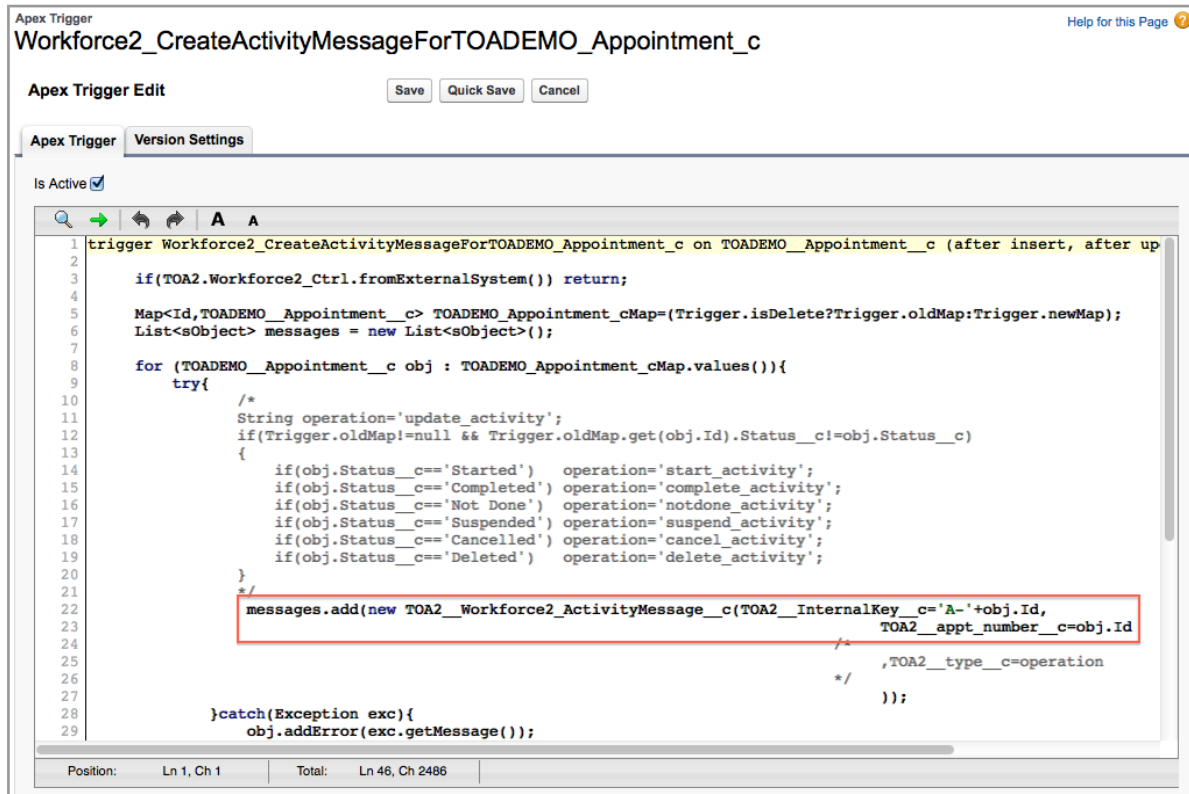 Apex Trigger
Help for this Page ?
Workforce2_CreateActivityMessageForTOADEMO_Appointment_c
Apex Trigger Edit
Save Quick Save Cancel
Apex Trigger Version Settings
Is Active
A A
1 trigger Workforce2_CreateActivityMessageForTOADEMO_Appointment_c on TOADEMO__Appointment__c (after insert, after up
2
3 if(TOA2.Workforce2_Ctrl.fromExternalSystem()) return;
4
5 Map<Id,TOADEMO__Appointment__c> TOADEMO_Appointment_cMap=(Trigger.isDelete?Trigger.oldMap:Trigger.newMap);
6 List<sObject> messages = new List<sObject>();
7
8 for (TOADEMO__Appointment__c obj : TOADEMO_Appointment_cMap.values()){
9 try{
10 /*
11 String operation='update_activity';
12 if(Trigger.oldMap!=null && Trigger.oldMap.get(obj.Id).Status__c!=obj.Status__c)
13 {
14 if(obj.Status__c=='Started') operation='start_activity';
15 if(obj.Status__c=='Completed') operation='complete_activity';
16 if(obj.Status__c=='Not Done') operation='notdone_activity';
17 if(obj.Status__c=='Suspended') operation='suspend_activity';
18 if(obj.Status__c=='Cancelled') operation='cancel_activity';
19 if(obj.Status__c=='Deleted') operation='delete_activity';
20 }
21 */
22 messages.add(new TOA2__Workforce2_ActivityMessage__c(TOA2__InternalKey__c='A-'+obj.Id,
23 TOA2__appt_number__c=obj.Id
24 /*
25 ,TOA2__type__c=operation
26 */
27 ));
28 }catch(Exception exc){
29 obj.addError(exc.getMessage());
Position: Ln 1, Ch 1 Total: Ln 46, Ch 2486